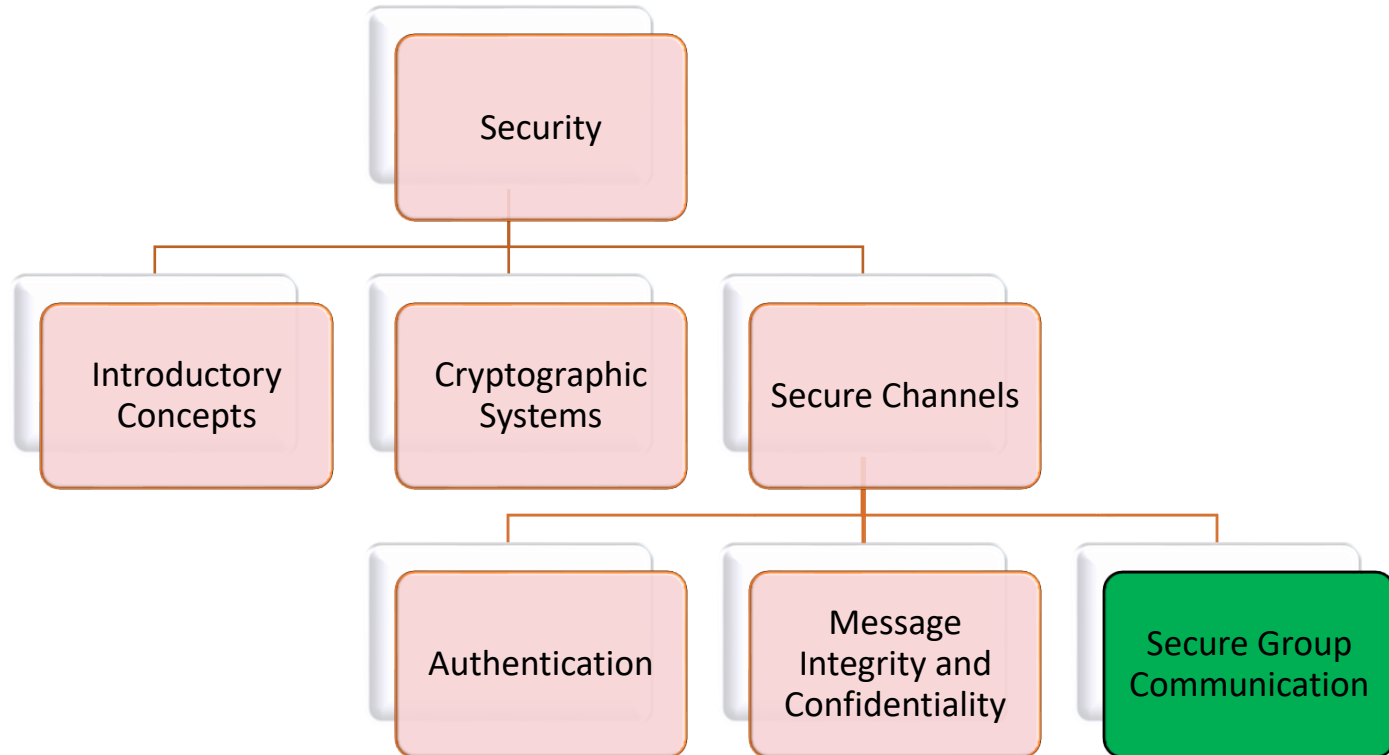 Security
Introductory
Concepts
Cryptographic
Systems
Secure Channels
Authentication
Message
Integrity and
Confidentiality
Secure Group
Communication